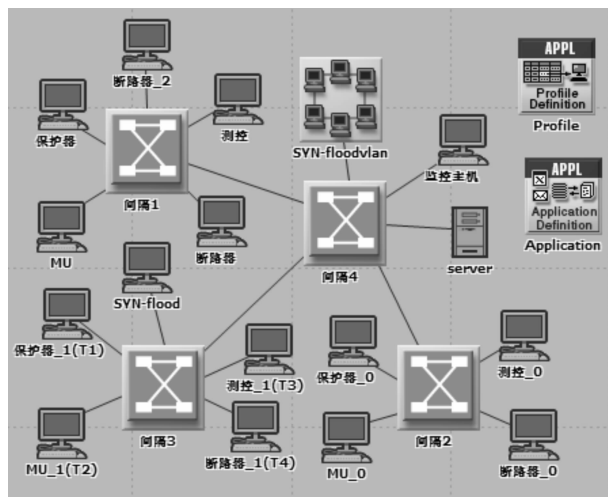 断路器_2
保护器
测控
间隔1
MU
断路器
SYN-floodvlan
监控主机
APPL
Profile
Definition
Profile
APPL
Application
Definition
Application
间隔4
server
SYN-flood
保护器_1(T1)
测控_1(T3)
MU_1(T2)
间隔3
断路器_1(T4)
保护器_0
测控_0
MU_0
间隔2
断路器_0